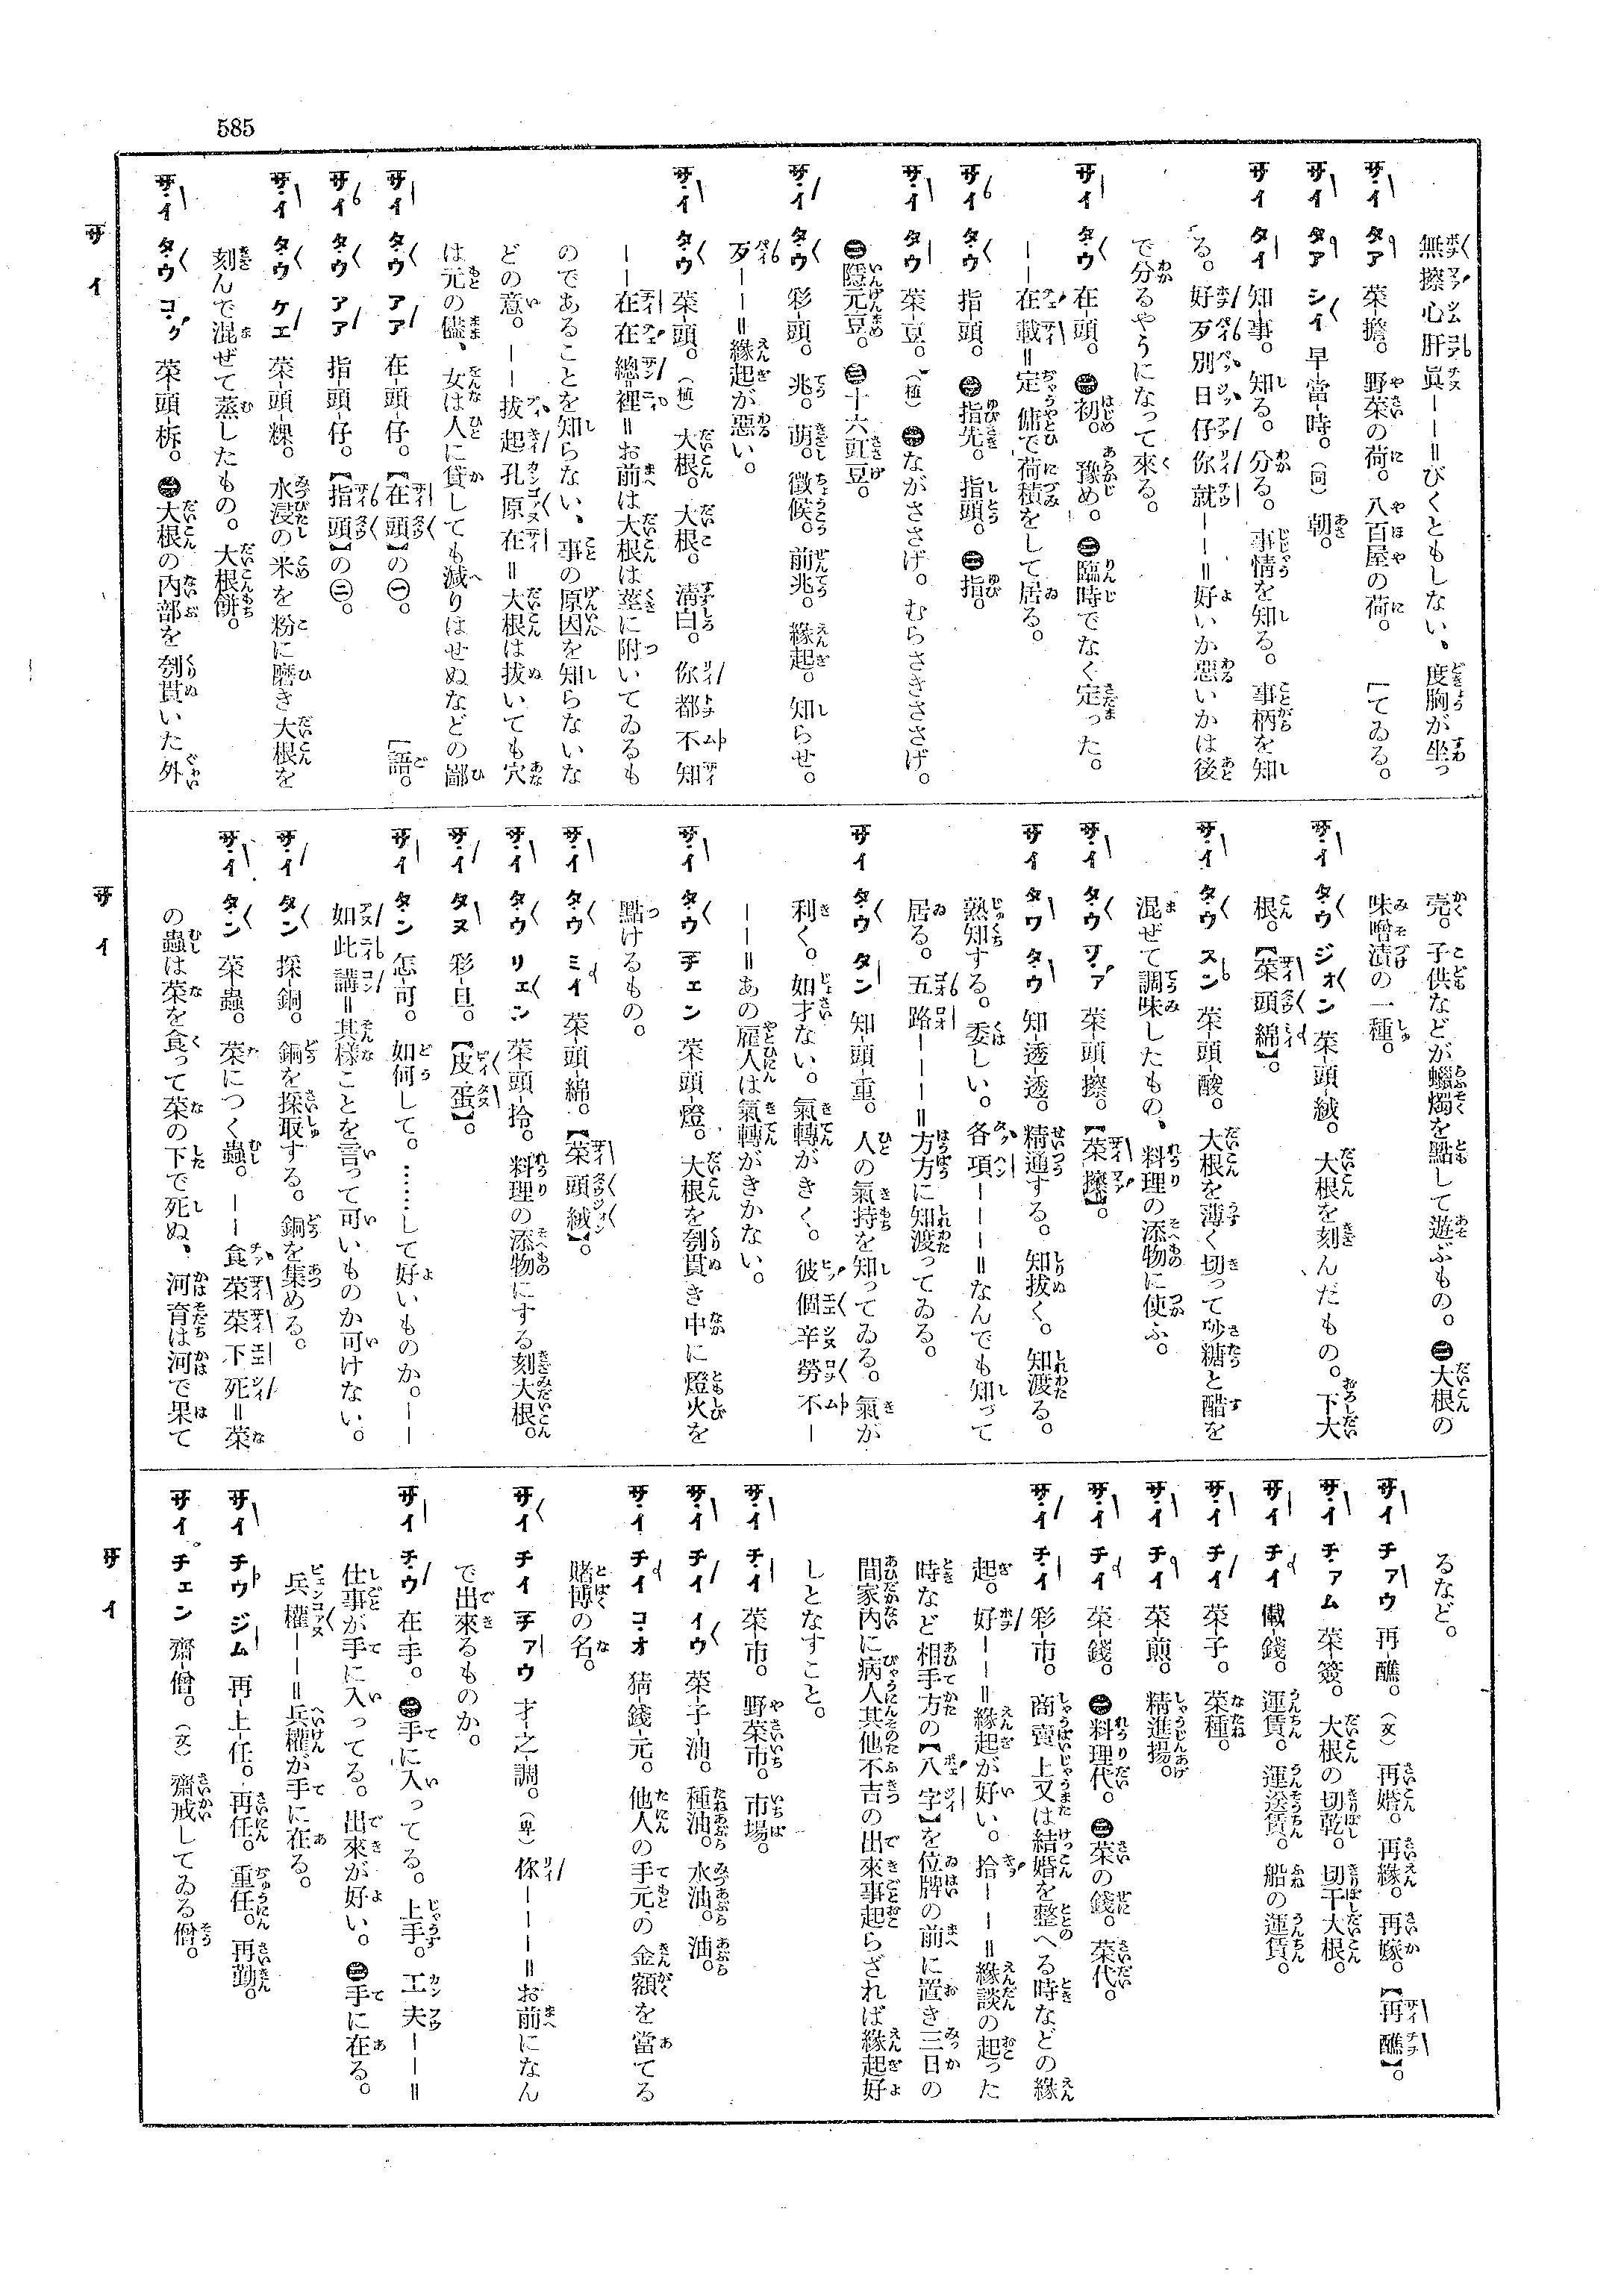 585
無擦心肝眞——＝びくともしない、度胸が坐っ
サイ タア 菜-擔。野菜の荷。八百屋の荷。［てゐる。
サイ タア シイ 早-當-時。（同）朝。
サイ タイ 知-事。知る。分る。事情を知る。事柄を知
る。好歹別日仔你就——＝好いか惡いかは後
で分るやうになって來る。
サイ タウ 在-頭。㊀初。豫め。㊁臨時でなく定った。
——在載＝定傭で荷積をして居る。
サイ タウ 指-頭。㊀指先。指頭。㊁指。
サイ タウ 菜-豆。（植）㊀ながささげ。むらさきささげ。
㊁隱元豆。㊂十六豇豆。
サイ タウ 彩-頭。兆。萌。徵候。前兆。緣起。知らせ。
歹——＝緣起が惡い。
サイ タウ 菜-頭。（植）大根。大根。淸白。你都不知
——在在總-裡＝お前は大根は莖に附いてゐるも
のであることを知らない、事の原因を知らないな
どの意。——拔起孔原在＝大根は拔いても穴
は元の儘、女は人に貸しても減りはせぬなどの鄙
サイ タウ アア 在-頭-仔。【在頭】の㊀。［語。
サイ タウ アア 指-頭-仔。【指頭】の㊁。
サイ タウ ケエ 菜-頭-粿。水浸の米を粉に磨き大根を
刻んで混ぜて蒸したもの。大根餅。
サイ タウ コク 菜-頭-㭘。㊀大根の內部を刳貫いた外
殼。子供などが蠟燭を點して遊ぶもの。㊁大根の
味噌漬の一種。
サイ タウ ジオン 菜-頭-絨。大根を刻んだもの。下大
根。【菜頭綿】。
サイ タウ スン 菜-頭-酸。大根を薄く切って砂糖と醋を
混ぜて調味したもの、料理の添物に使ふ。
サイ タウ ツア 菜-頭-擦。【菜擦】。
サイ タウ タウ 知-透-透。精通する。知拔く。知渡る。
熟知する。委しい。各項———＝なんでも知って
居る。五路———＝方方に知渡ってゐる。
サイ タウ タン 知-頭-重。人の氣持を知ってゐる。氣が
利く。如才ない。氣轉がきく。彼個辛勞不—
——＝あの雇人は氣轉がきかない。
サイ タウ チエン 菜-頭-燈。大根を刳貫き中に燈火を
點けるもの。
サイ タウ ミイ 菜-頭-綿。【菜頭絨】。
サイ タウ リエン 菜-頭-拾。料理の添物にする刻大根。
サイ タヌ 彩-旦。【皮蛋】。
サイ タン 怎-可。如何して。……して好いものか。——
如此講＝其樣ことを言って可いものか可けない。
サイ タン 採-銅。銅を採取する。銅を集める。
サイ タン 菜-蟲。菜につく蟲。——食菜菜下死＝菜
の蟲は菜を食って菜の下で死ぬ、河育は河で果て
るなど。
サイ チアウ 再-醮。（文）再婚。再緣。再嫁。【再醮】。
サイ チアム 菜-簽。大根の切乾。切干大根。
サイ チイ 儎-錢。運賃。運送賃。船の運賃。
サイ チイ 菜-子。菜種。
サイ チイ 菜-煎。精進揚。
サイ チイ 菜-錢。㊀料理代。㊁菜の錢。菜代。
サイ チイ 彩-市。商賣上又は結婚を整へる時などの緣
起。好——＝緣起が好い。拾———＝緣談の起った
時など相手方の【八字】を位牌の前に置き三日の
間家內に病人其他不吉の出來事起らざれば緣起好
しとなすこと。
サイ チイ 菜-市。野菜市。市場。
サイ チイ イウ 菜-子-油。種油。水油。油。
サイ チイ コオ 猜-錢-元。他人の手元の金額を當てる
賭博の名。
サイ チイ チアウ 才-之-調。（卑）你———＝お前になん
で出來るものか。
サイ チウ 在-手。㊀手に入ってる。上手。工夫——＝
仕事が手に入ってる。出來が好い。㊁手に在る。
兵權——＝兵權が手に在る。
サイ チウ ジム 再-上-任。再任。重任。再勤。
サイ チエン 齋-僧。（文）齋戒してゐる僧。
サイ
サイ
サイ